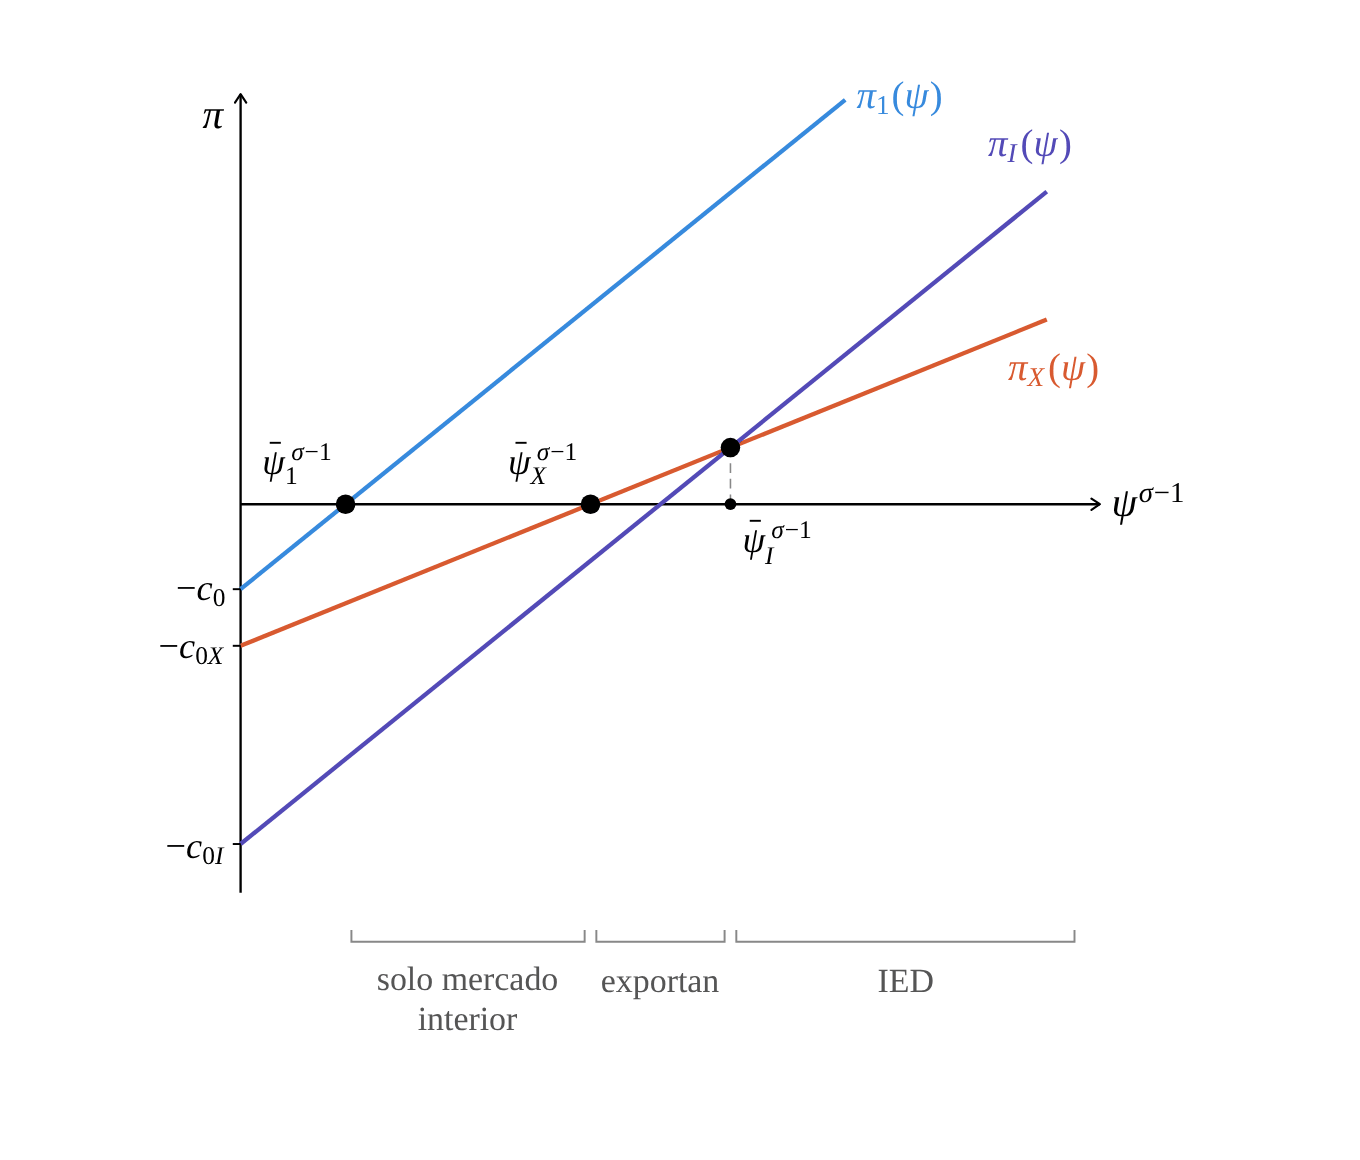 π
π₁(ψ)
π_I(ψ)
π_X(ψ)
ψ̄₁^{σ−1}
ψ̄_X^{σ−1}
ψ^{σ−1}
ψ̄_I^{σ−1}
−c₀
−c_{0X}
−c_{0I}
solo mercado
interior
exportan
IED